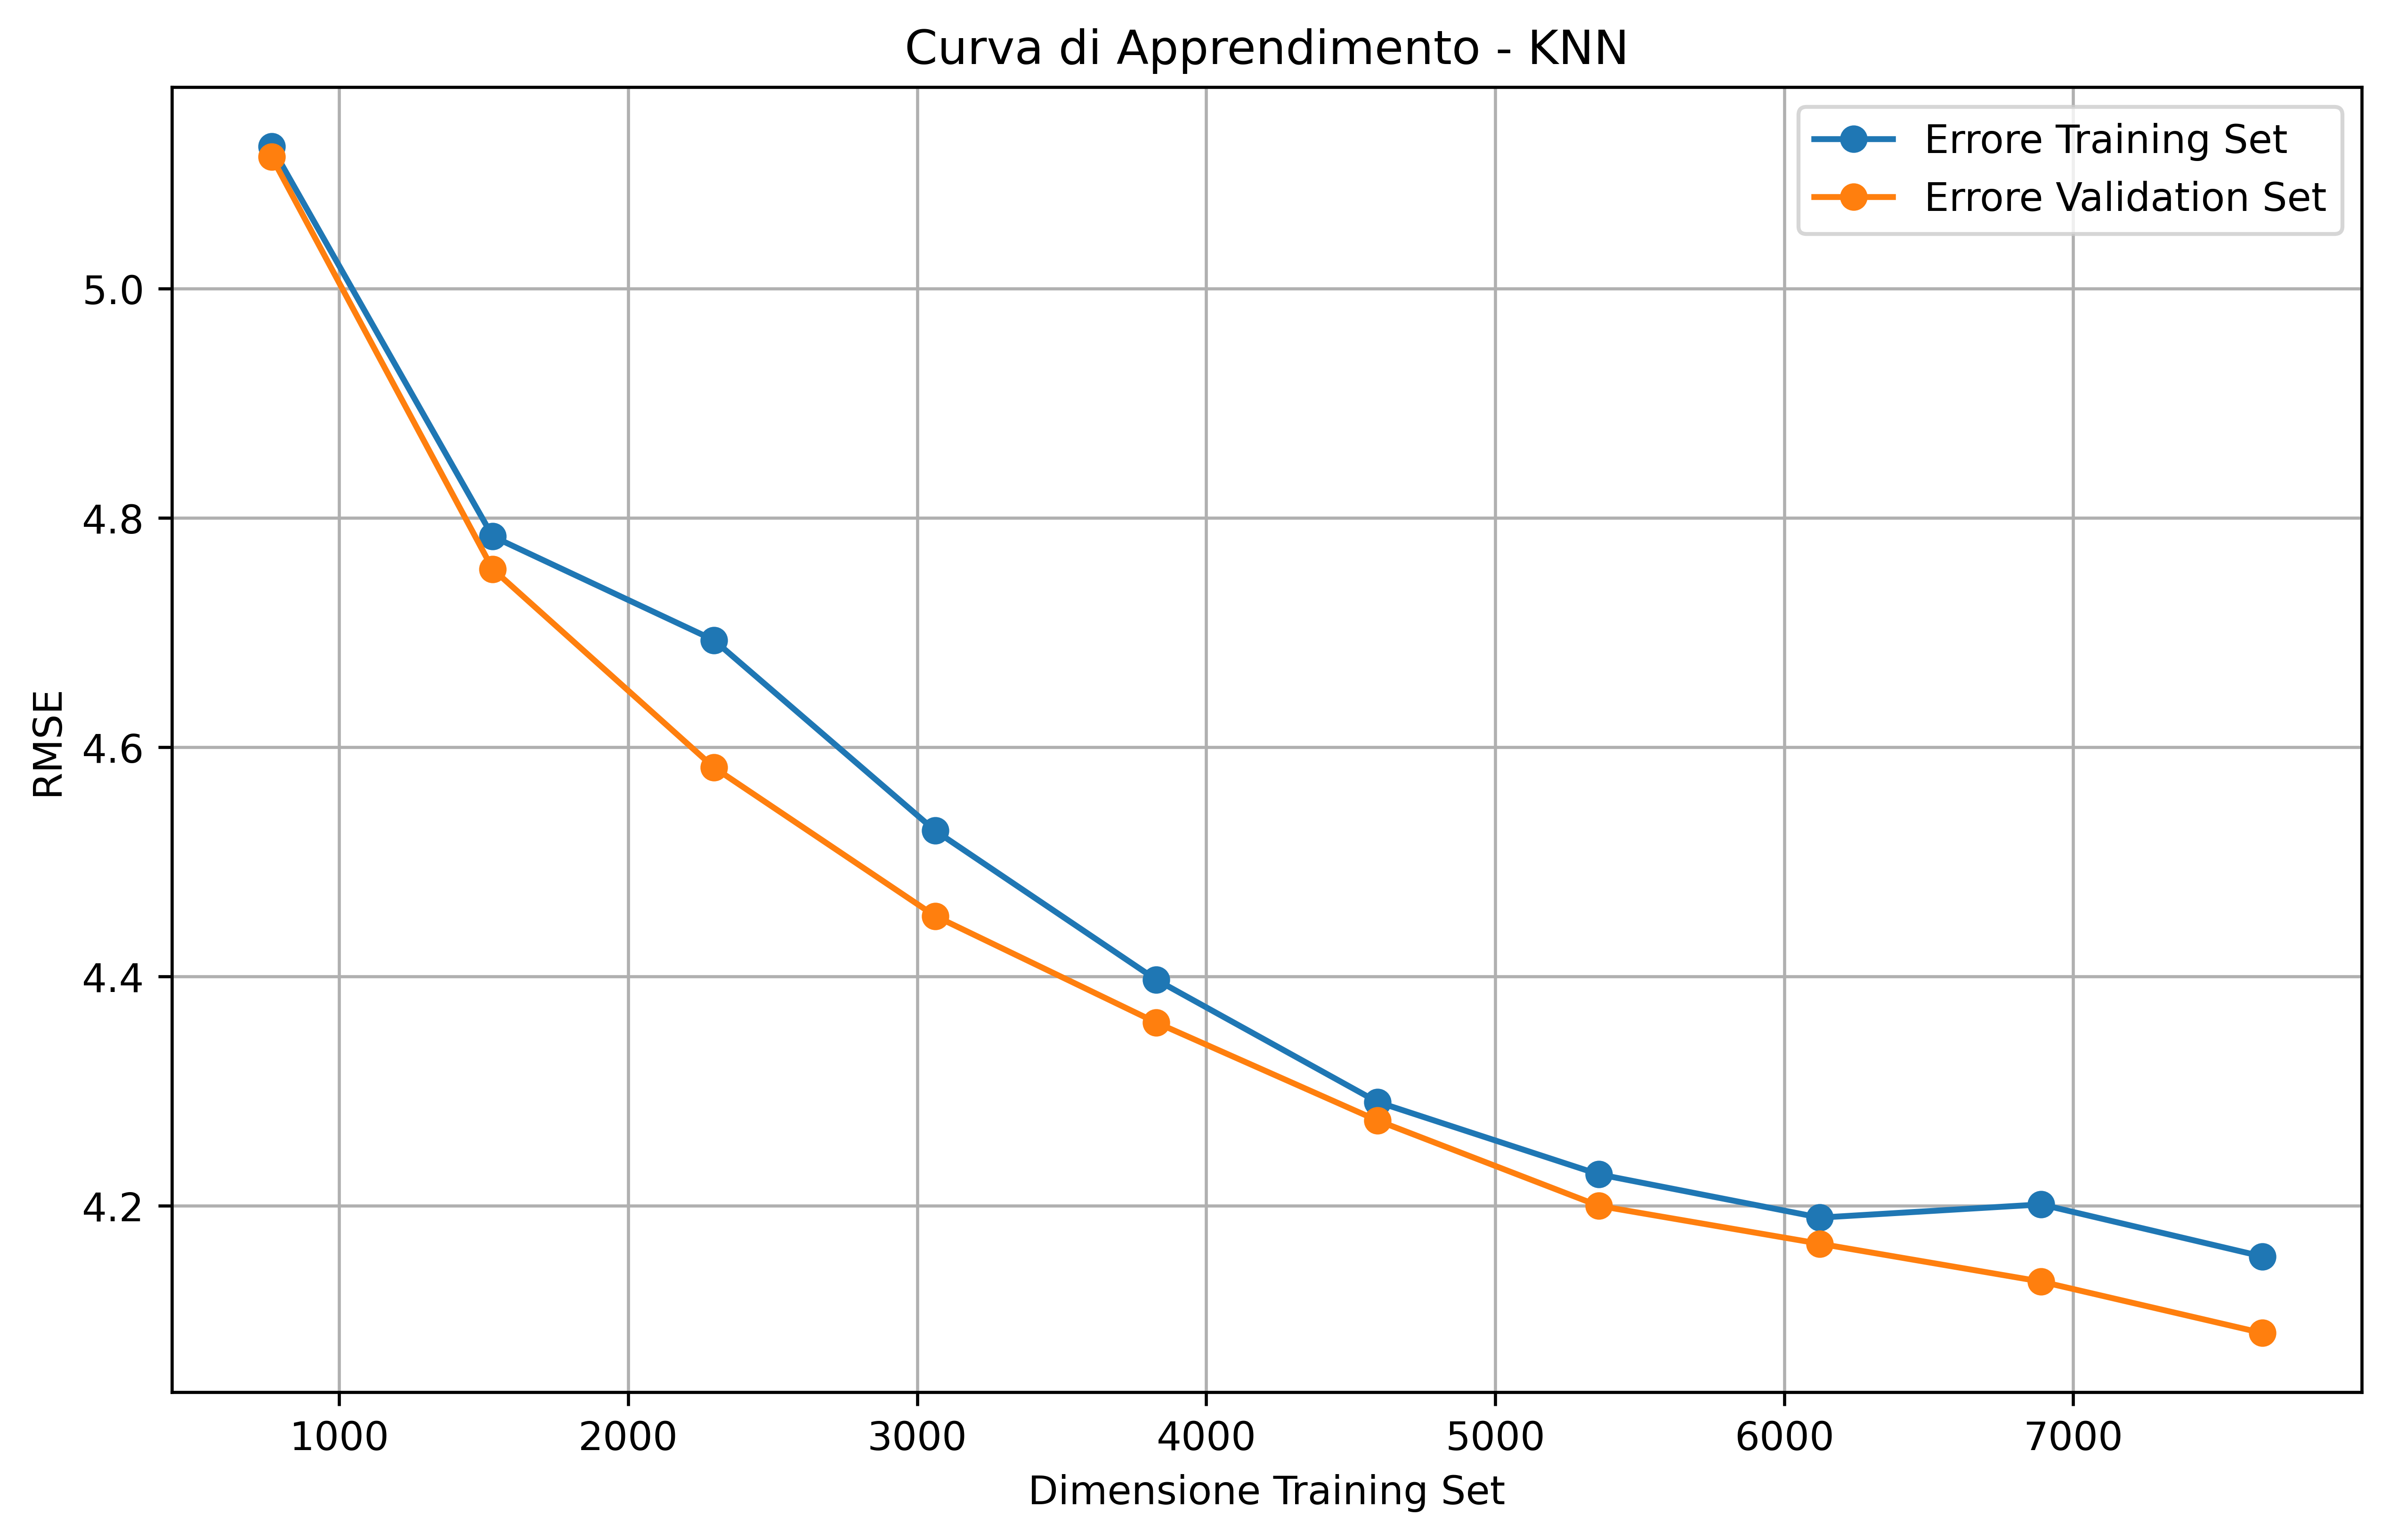 Curva di Apprendimento - KNN
Errore Training Set
Errore Validation Set
5.0
4.8
4.6
4.4
4.2
RMSE
1000 2000 3000 4000 5000 6000 7000
Dimensione Training Set